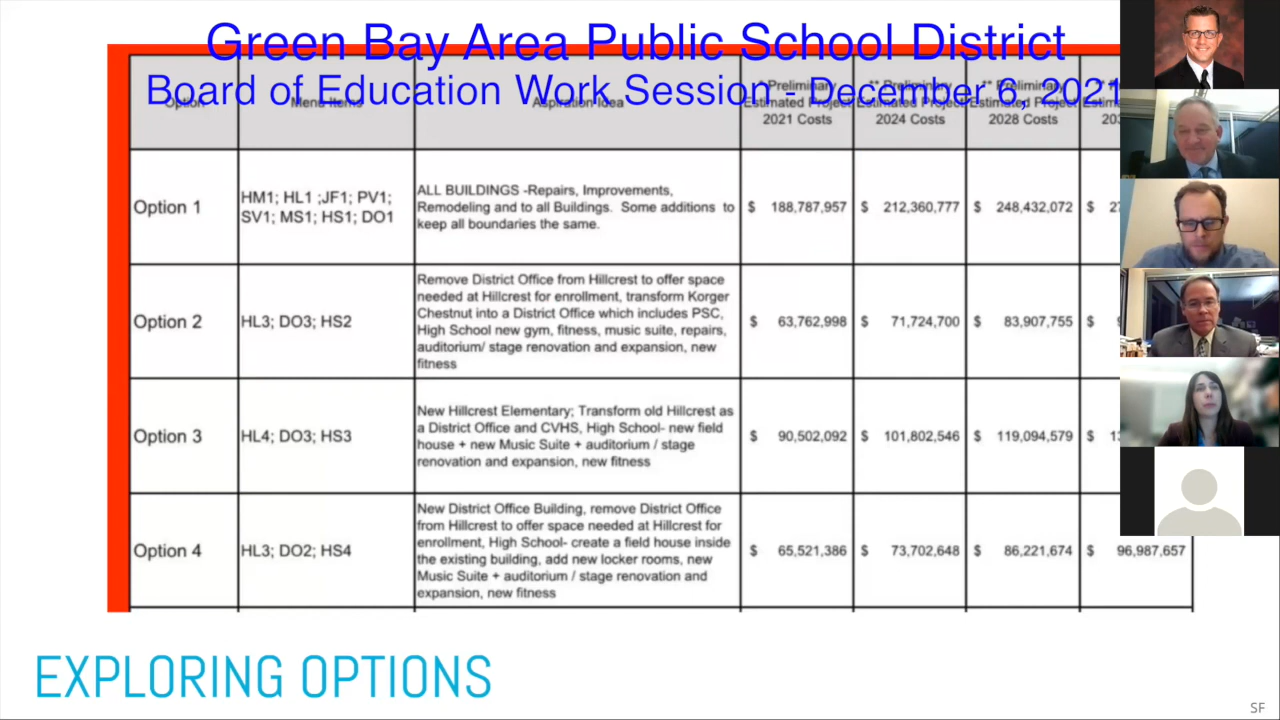 Green Bay Area Public School District
Board of Education Work Session - December 6, 2021
Option
Menu Items
Aspiration Idea
* Preliminary
Estimated Project
2021 Costs
** Preliminary
Estimated Project
2024 Costs
** Preliminary
Estimated Project
2028 Costs
Option 1
HM1; HL1 ;JF1; PV1;
SV1; MS1; HS1; DO1
ALL BUILDINGS -Repairs, Improvements,
Remodeling and to all Buildings. Some additions to
keep all boundaries the same.
$ 188,787,957
$ 212,360,777
$ 248,432,072
$
Option 2
HL3; DO3; HS2
Remove District Office from Hillcrest to offer space
needed at Hillcrest for enrollment, transform Korger
Chestnut into a District Office which includes PSC,
High School new gym, fitness, music suite, repairs,
auditorium/ stage renovation and expansion, new
fitness
$ 63,762,998
$ 71,724,700
$ 83,907,755
$
Option 3
HL4; DO3; HS3
New Hillcrest Elementary; Transform old Hillcrest as
a District Office and CVHS, High School- new field
house + new Music Suite + auditorium / stage
renovation and expansion, new fitness
$ 90,502,092
$ 101,802,546
$ 119,094,579
$
Option 4
HL3; DO2; HS4
New District Office Building, remove District Office
from Hillcrest to offer space needed at Hillcrest for
enrollment, High School- create a field house inside
the existing building, add new locker rooms, new
Music Suite + auditorium / stage renovation and
expansion, new fitness
$ 65,521,386
$ 73,702,648
$ 86,221,674
$ 96,987,657
EXPLORING OPTIONS
SF